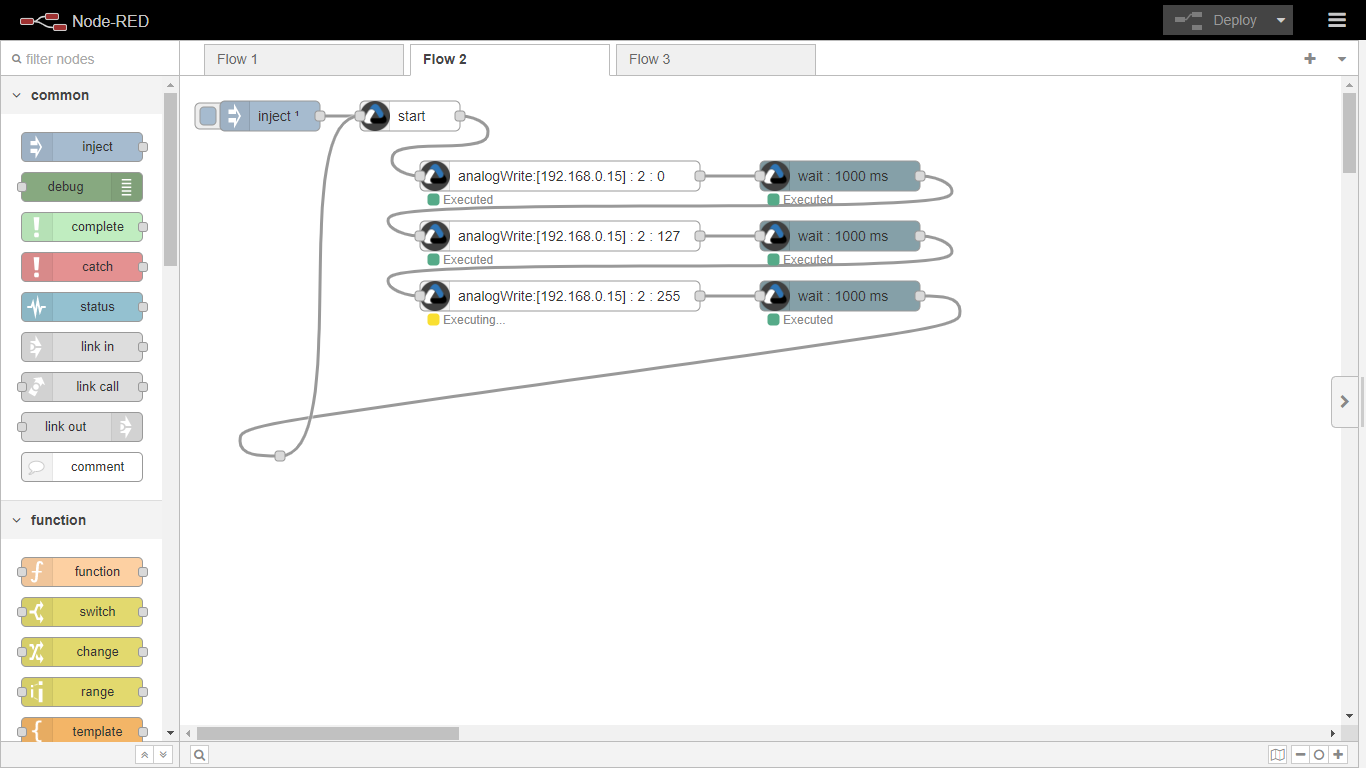 Node-RED
Deploy
filter nodes
Flow 1
Flow 2
Flow 3
common
inject
debug
complete
catch
status
link in
link call
link out
comment
function
function
switch
change
range
template
inject ¹
start
analogWrite:[192.168.0.15] : 2 : 0
Executed
wait : 1000 ms
Executed
analogWrite:[192.168.0.15] : 2 : 127
Executed
wait : 1000 ms
Executed
analogWrite:[192.168.0.15] : 2 : 255
Executing...
wait : 1000 ms
Executed